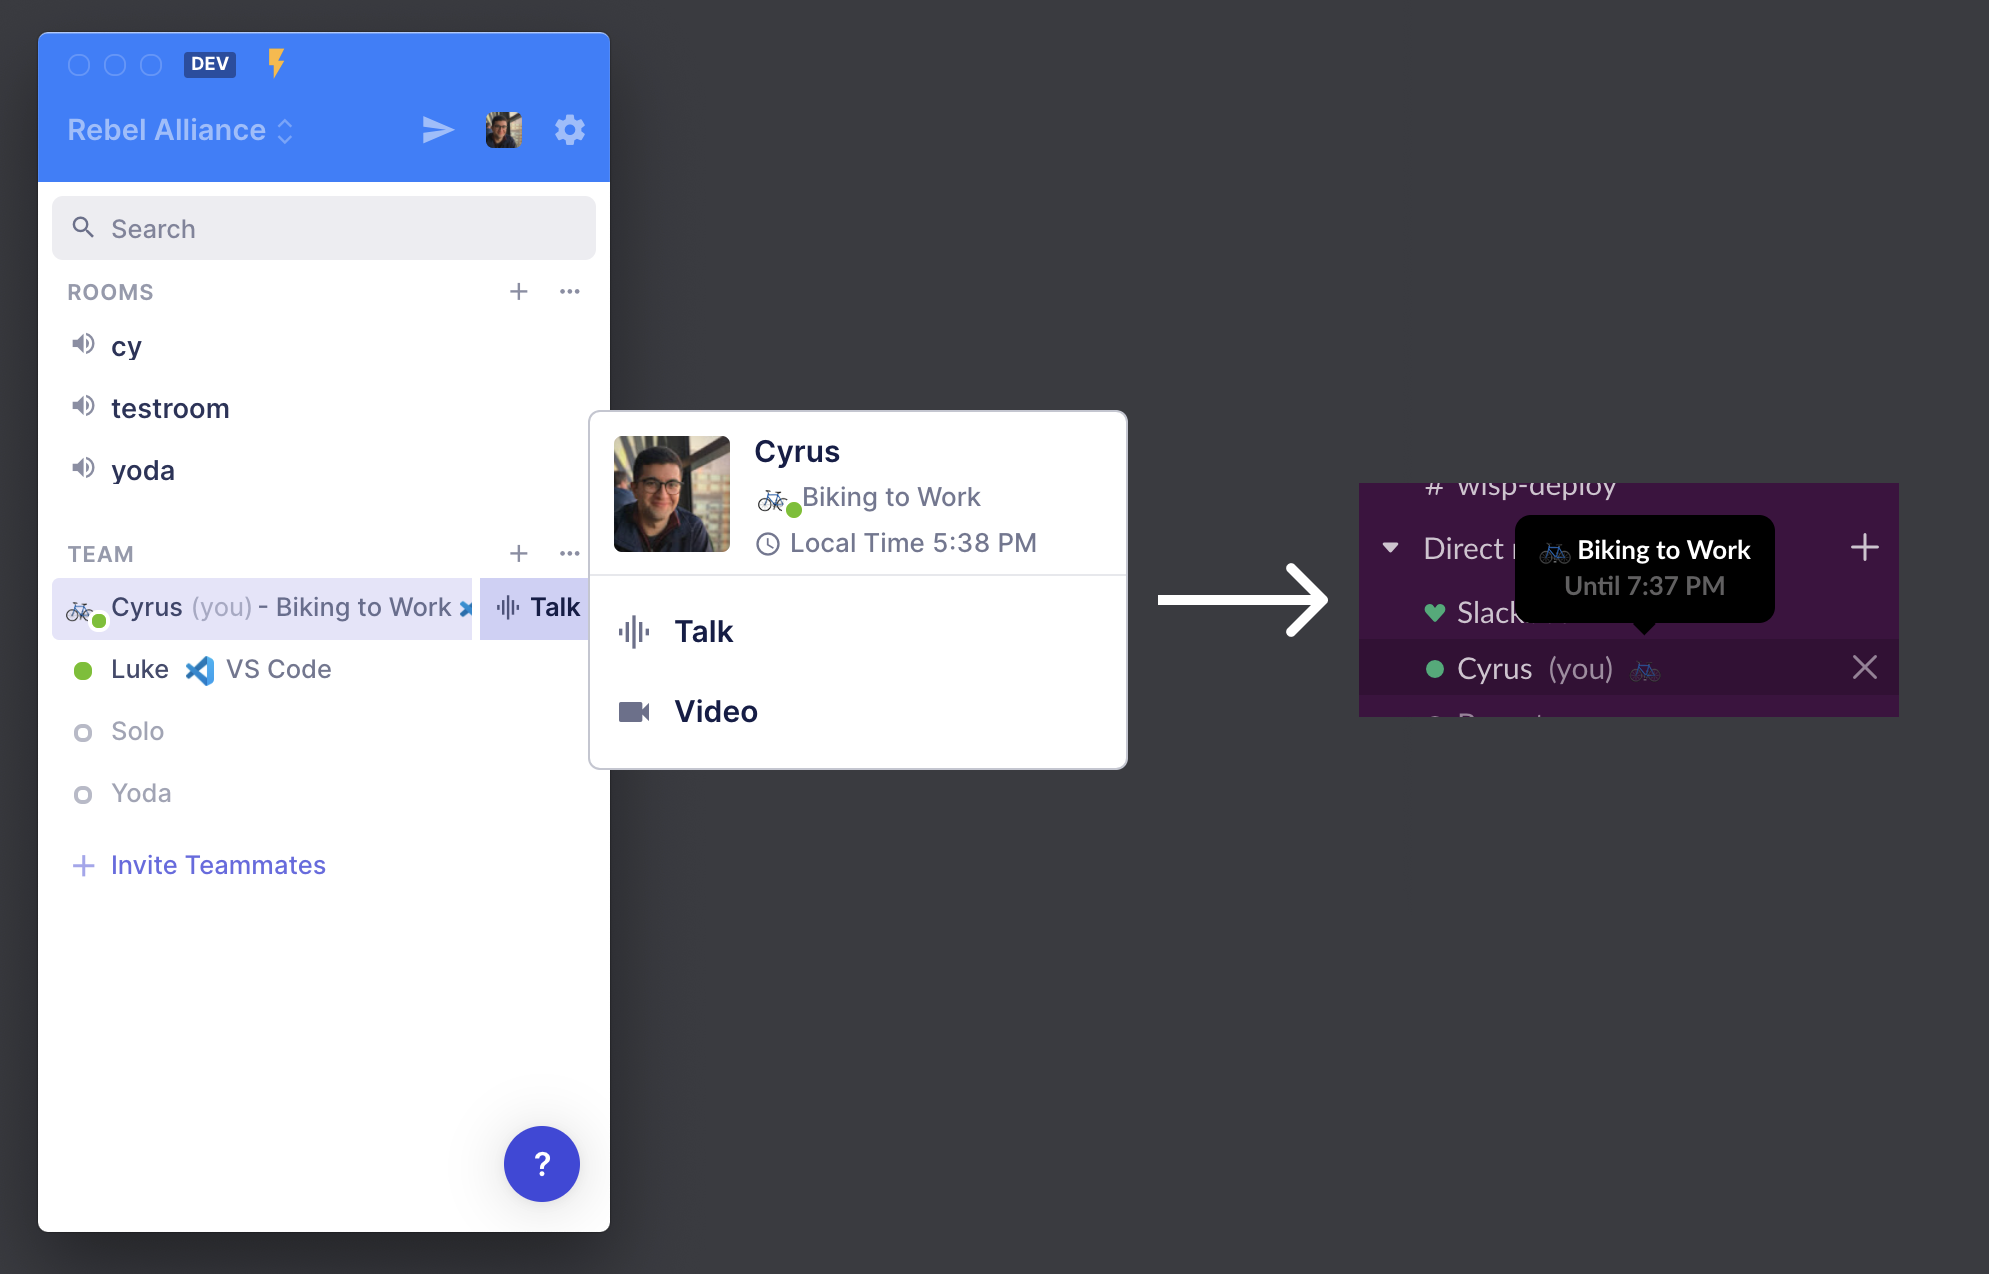 DEV
Rebel Alliance
Search
ROOMS
cy
testroom
yoda
TEAM
Cyrus (you) - Biking to Work
Talk
Luke VS Code
Solo
Yoda
Invite Teammates
?
Cyrus
Biking to Work
Local Time 5:38 PM
Talk
Video
# wisp-deploy
Direct
Biking to Work
Until 7:37 PM
Slack
Cyrus (you)